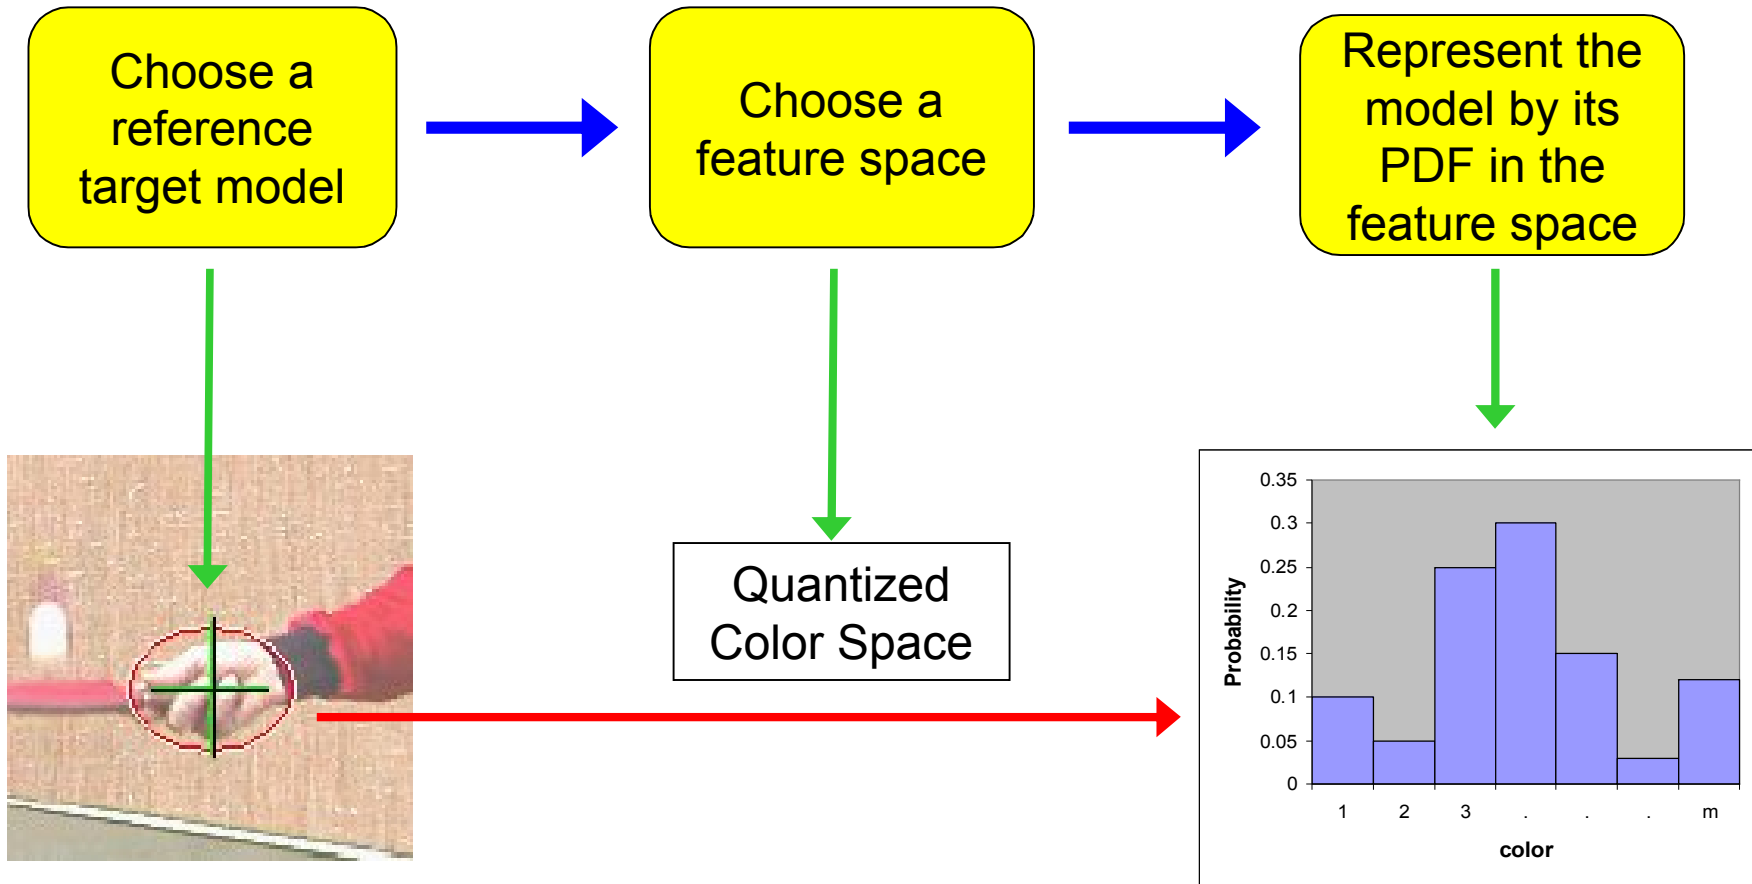 Choose a
reference
target model
Choose a
feature space
Represent the
model by its
PDF in the
feature space
Quantized
Color Space
0.35
0.3
0.25
0.2
0.15
0.1
0.05
0
Probability
1 2 3 . . . m
color